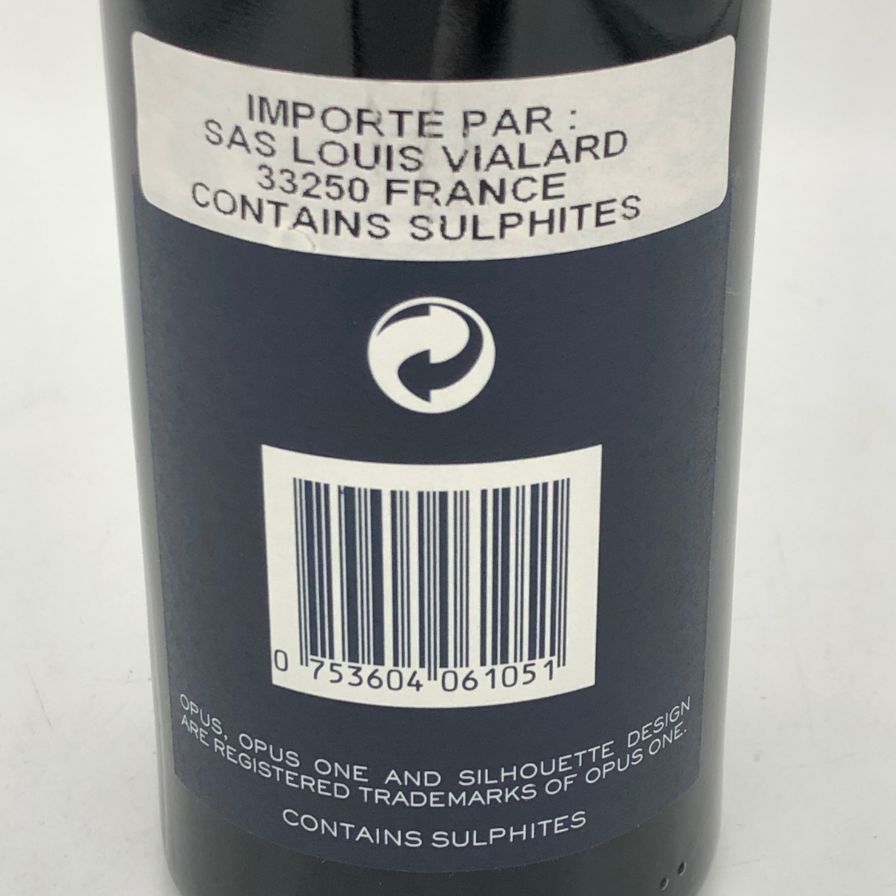 IMPORTE PAR :
SAS LOUIS VIALARD
33250 FRANCE
CONTAINS SULPHITES
0 753604 061051
OPUS, OPUS ONE AND SILHOUETTE DESIGN
ARE REGISTERED TRADEMARKS OF OPUS ONE.
CONTAINS SULPHITES